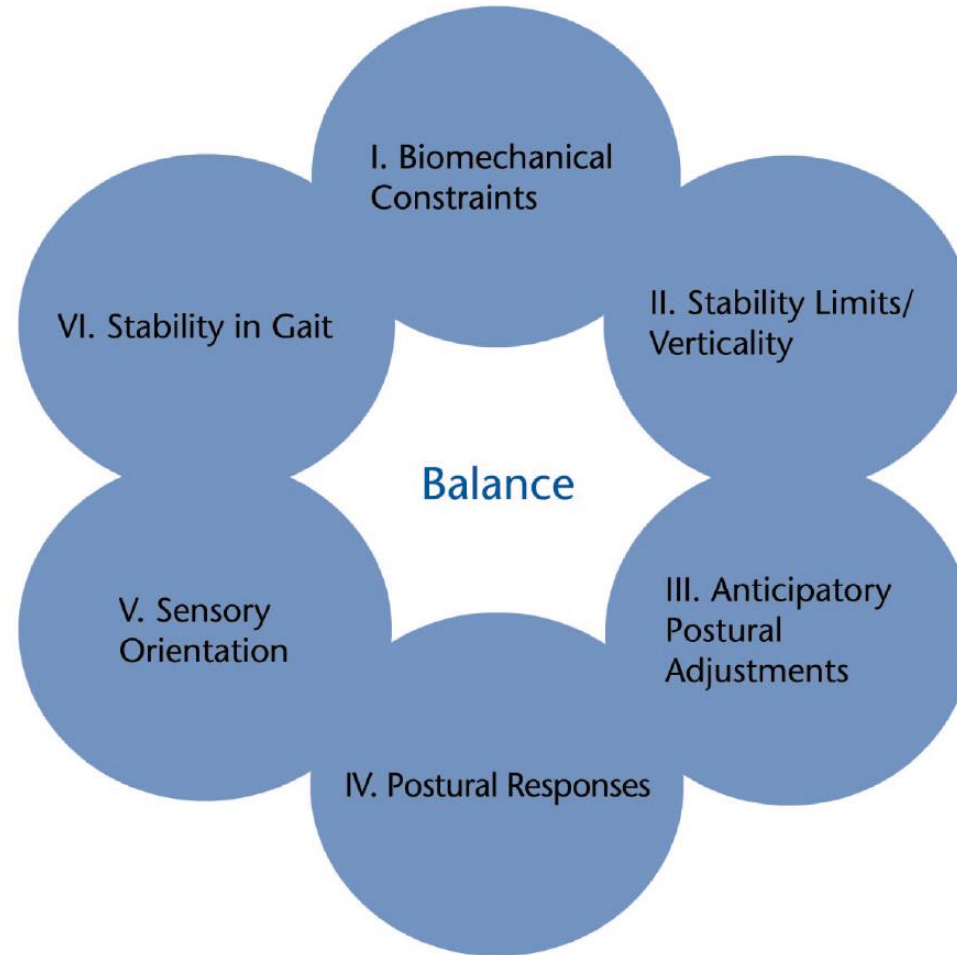 I. Biomechanical
Constraints
II. Stability Limits/
Verticality
III. Anticipatory
Postural
Adjustments
IV. Postural Responses
V. Sensory
Orientation
VI. Stability in Gait
Balance